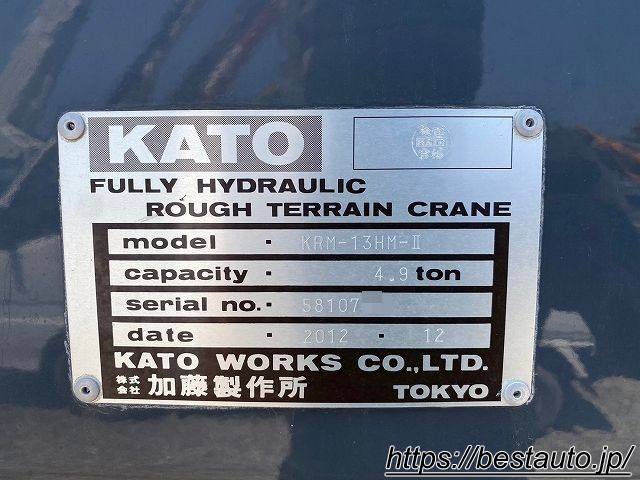 KATO
FULLY HYDRAULIC
ROUGH TERRAIN CRANE
model · KRM-13HM-Ⅱ
capacity · 4.9 ton
serial no. · 58107
date · 2012 · 12
KATO WORKS CO.,LTD.
株式会社 加藤製作所 TOKYO
https://bestauto.jp/